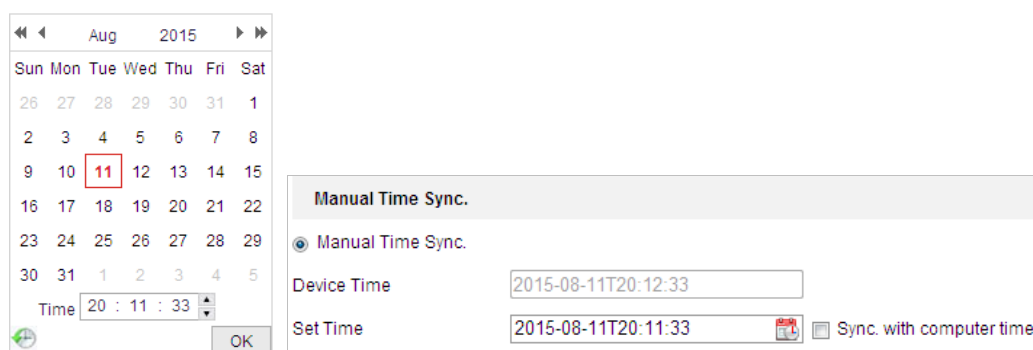 Aug 2015
Sun Mon Tue Wed Thu Fri Sat
26 27 28 29 30 31 1
2 3 4 5 6 7 8
9 10 11 12 13 14 15
16 17 18 19 20 21 22
23 24 25 26 27 28 29
30 31 1 2 3 4 5
Time 20 : 11 : 33
OK
Manual Time Sync.
Manual Time Sync.
Device Time 2015-08-11T20:12:33
Set Time 2015-08-11T20:11:33 Sync. with computer time